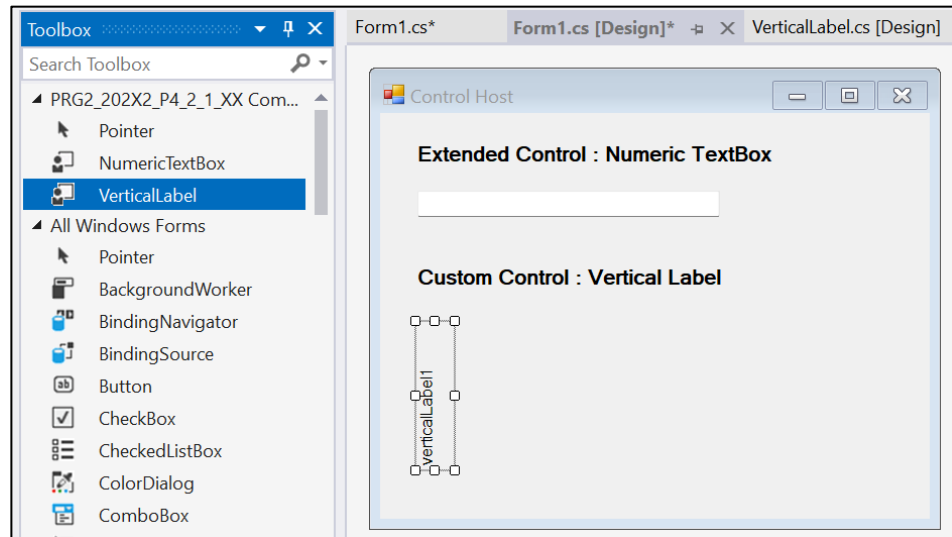 Toolbox
Search Toolbox
PRG2_202X2_P4_2_1_XX Com...
Pointer
NumericTextBox
VerticalLabel
All Windows Forms
Pointer
BackgroundWorker
BindingNavigator
BindingSource
Button
CheckBox
CheckedListBox
ColorDialog
ComboBox
Form1.cs*
Form1.cs [Design]*
VerticalLabel.cs [Design]
Control Host
Extended Control : Numeric TextBox
Custom Control : Vertical Label
verticalLabel1